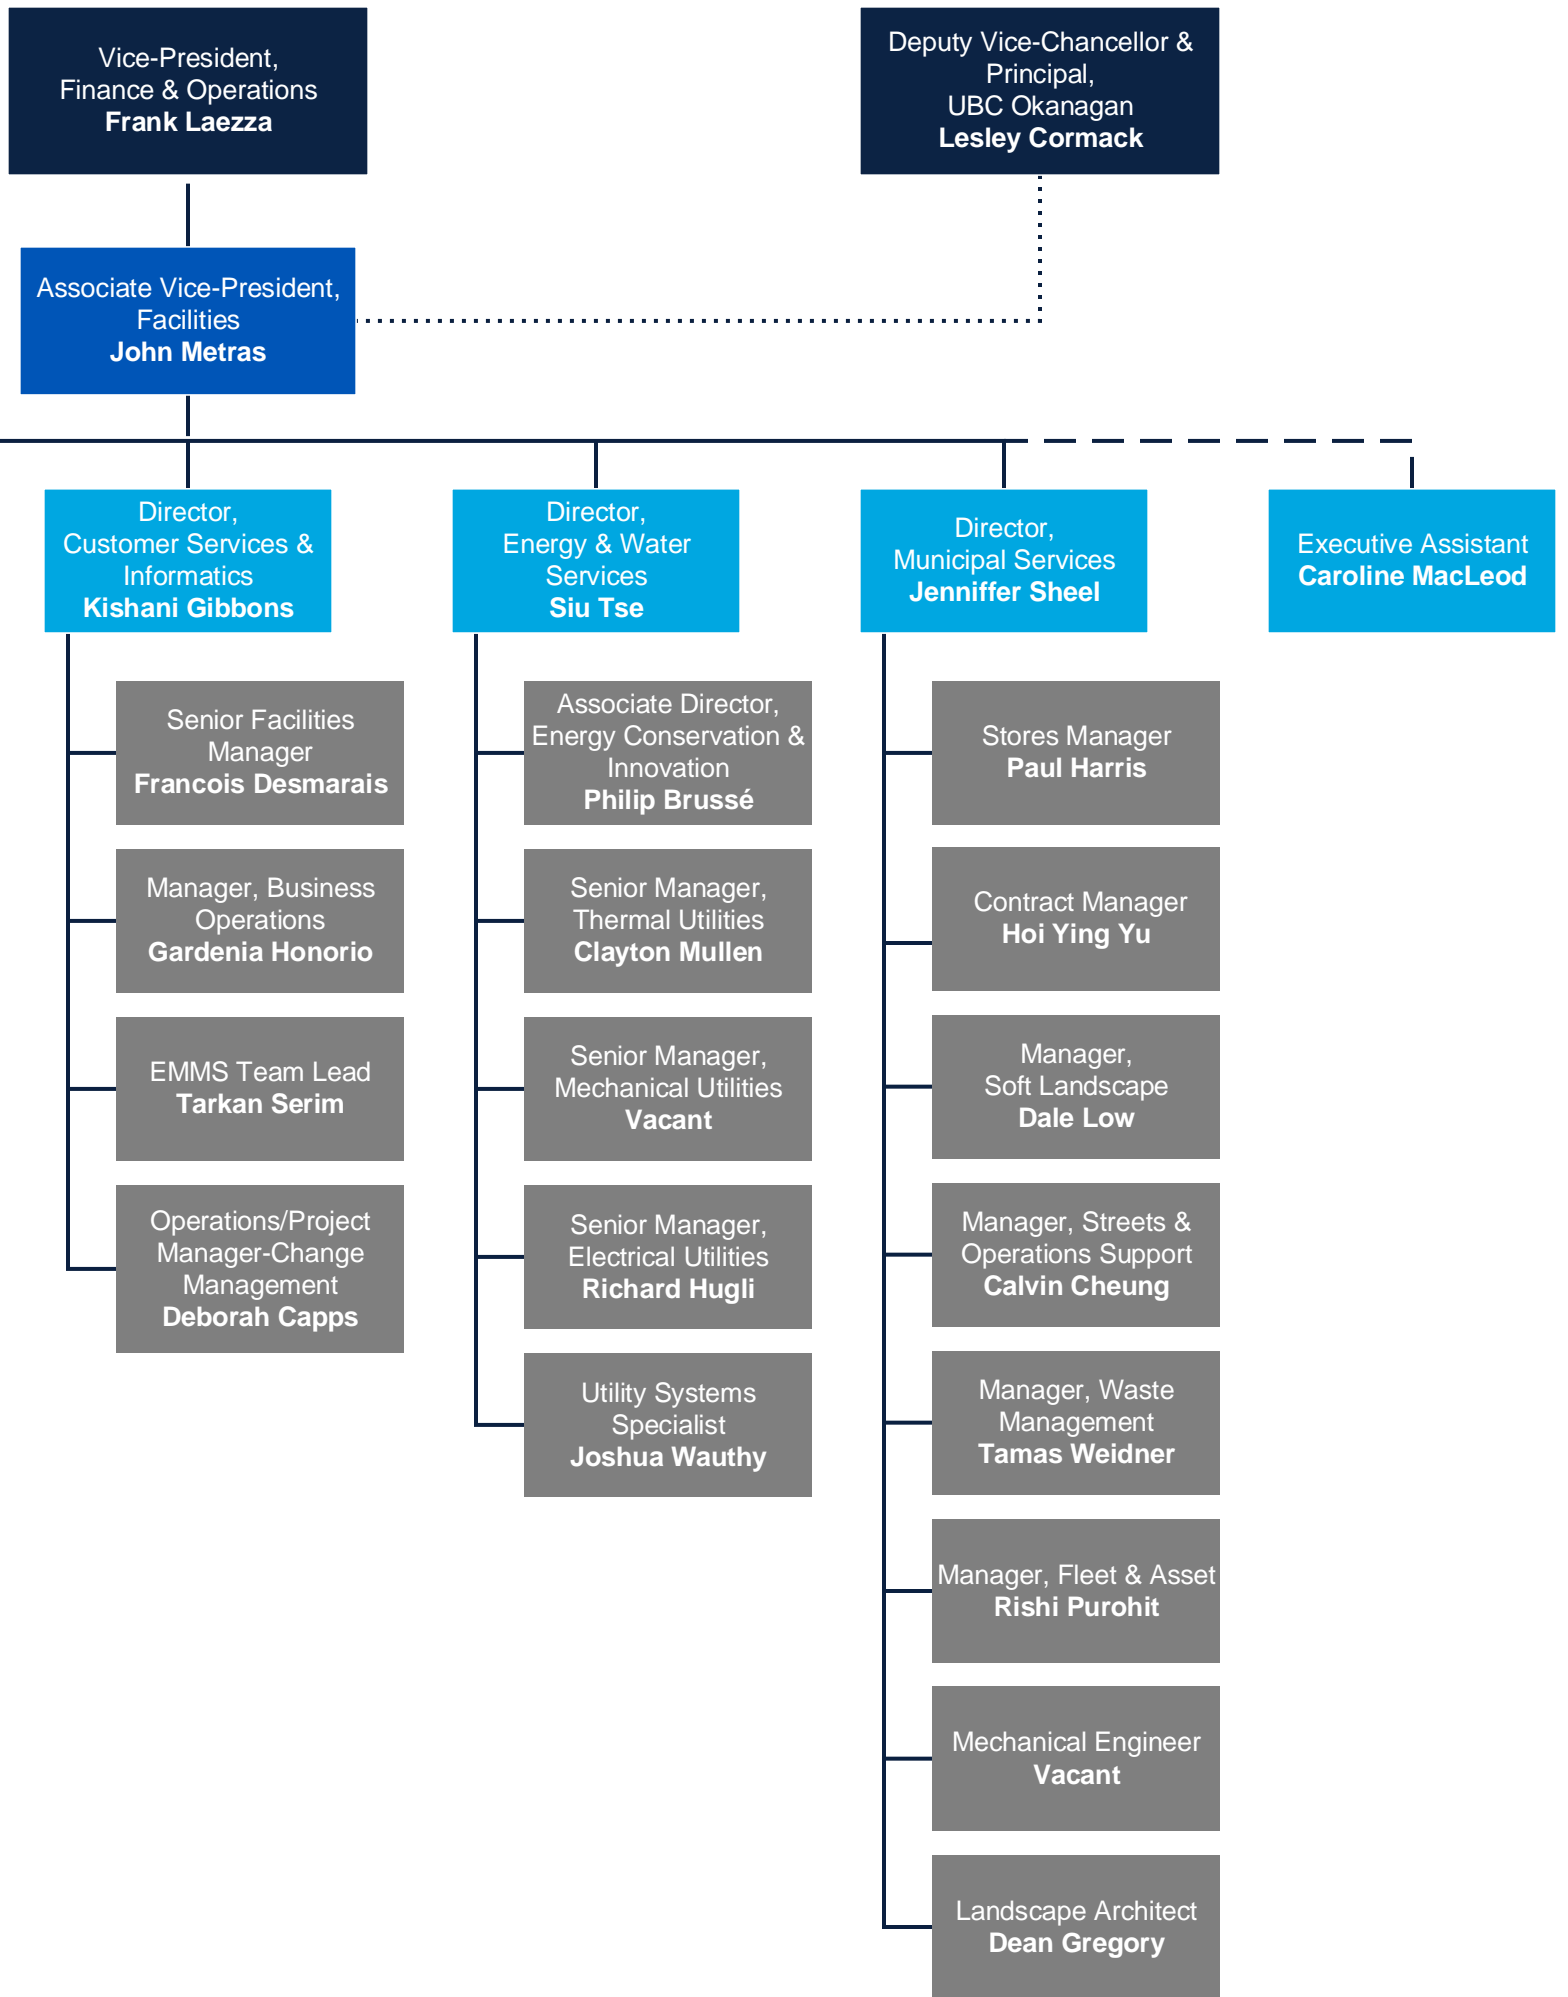 Vice-President,
Finance & Operations
Frank Laezza
Deputy Vice-Chancellor &
Principal,
UBC Okanagan
Lesley Cormack
Associate Vice-President,
Facilities
John Metras
Director,
Customer Services &
Informatics
Kishani Gibbons
Senior Facilities
Manager
Francois Desmarais
Manager, Business
Operations
Gardenia Honorio
EMMS Team Lead
Tarkan Serim
Operations/Project
Manager-Change
Management
Deborah Capps
Director,
Energy & Water
Services
Siu Tse
Associate Director,
Energy Conservation &
Innovation
Philip Brussé
Senior Manager,
Thermal Utilities
Clayton Mullen
Senior Manager,
Mechanical Utilities
Vacant
Senior Manager,
Electrical Utilities
Richard Hugli
Utility Systems
Specialist
Joshua Wauthy
Director,
Municipal Services
Jenniffer Sheel
Stores Manager
Paul Harris
Contract Manager
Hoi Ying Yu
Manager,
Soft Landscape
Dale Low
Manager, Streets &
Operations Support
Calvin Cheung
Manager, Waste
Management
Tamas Weidner
Manager, Fleet & Asset
Rishi Purohit
Mechanical Engineer
Vacant
Landscape Architect
Dean Gregory
Executive Assistant
Caroline MacLeod